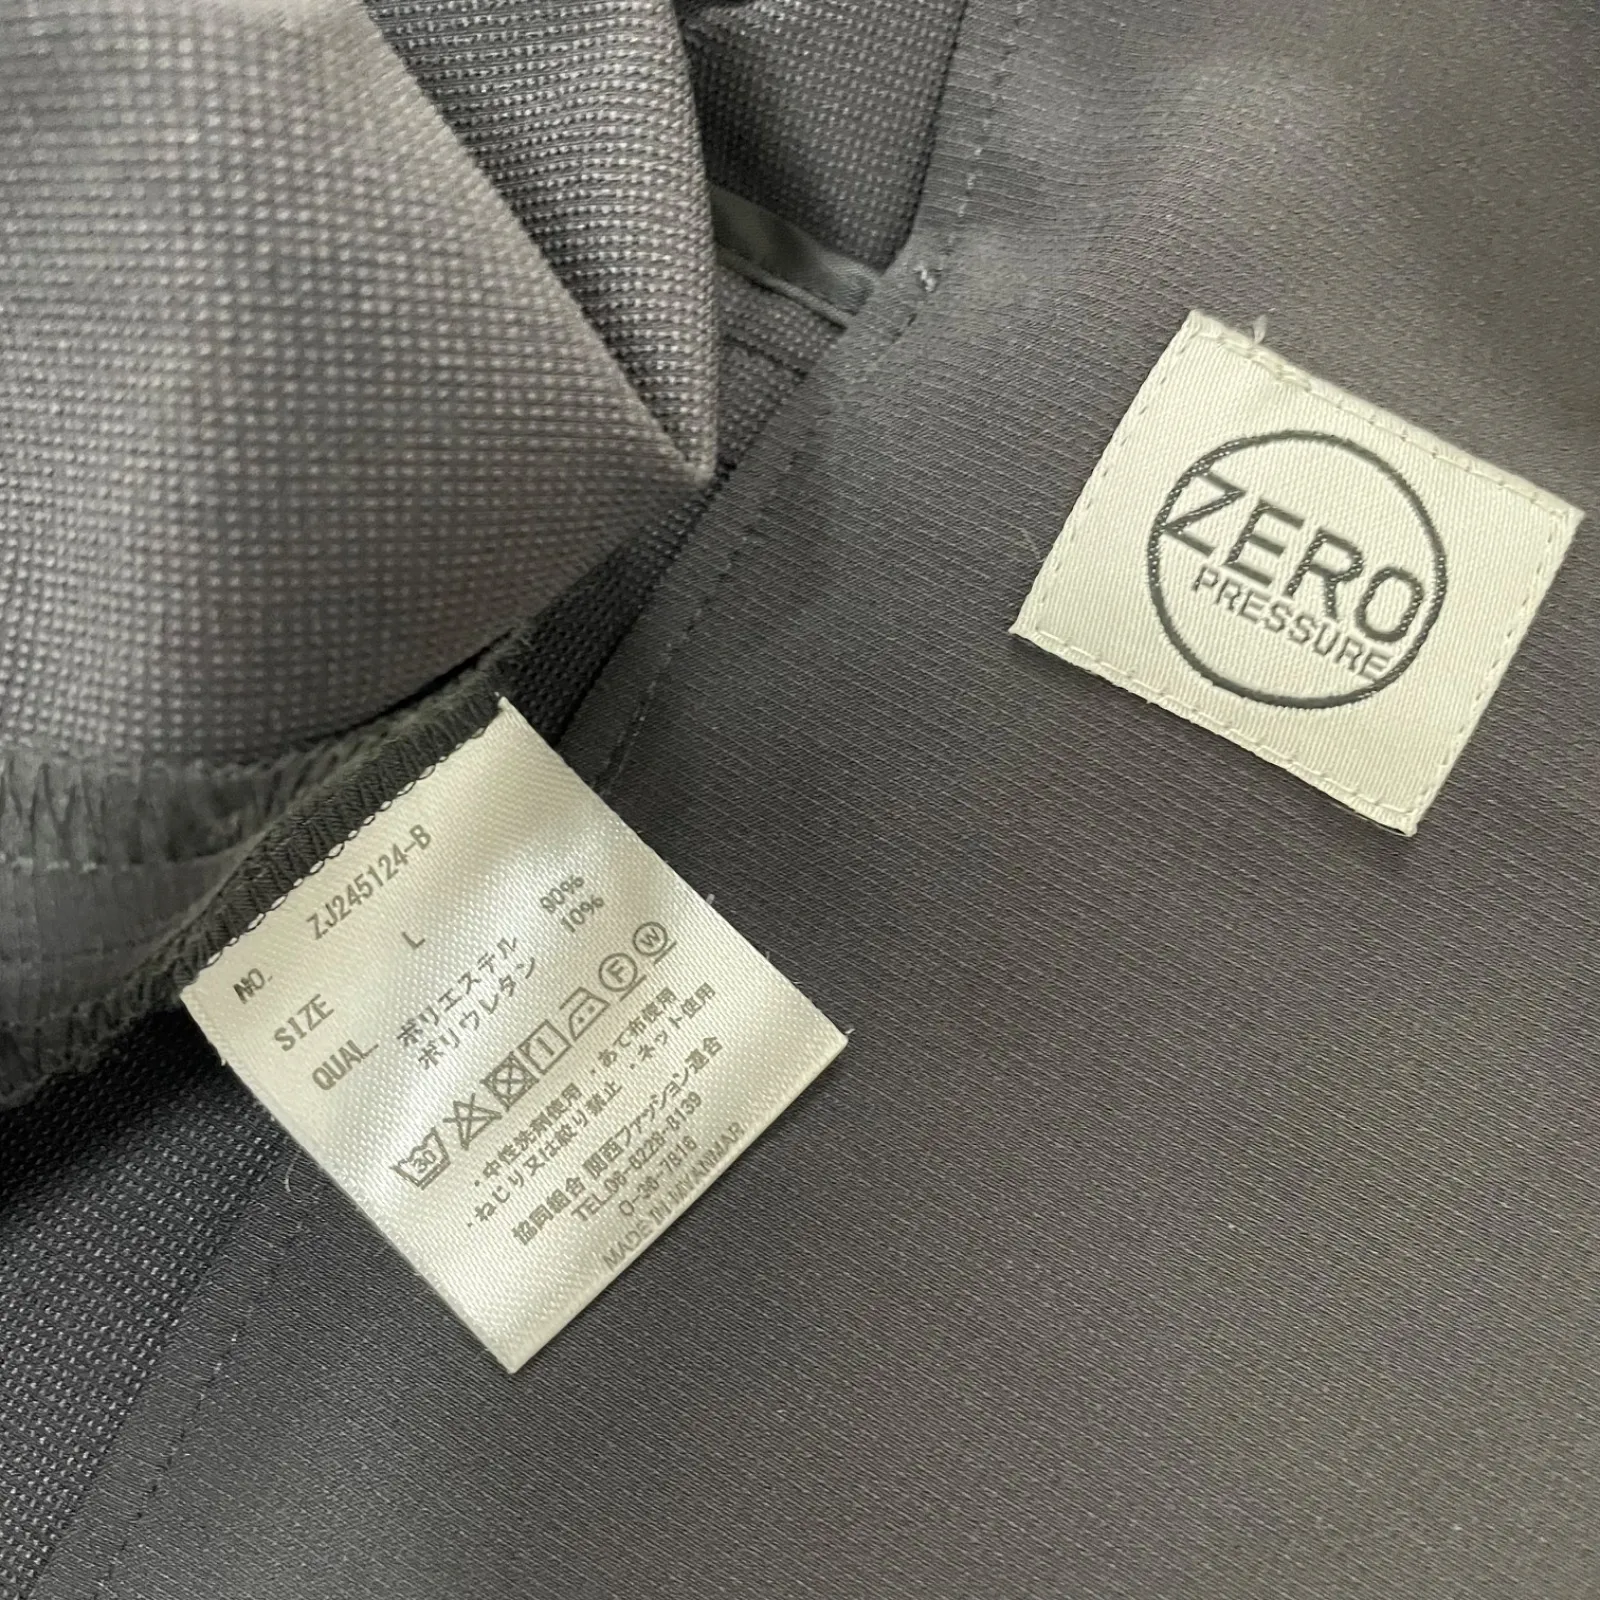 NO. ZJ245124-B
SIZE L
QUAL ポリエステル 90%
ポリウレタン 10%
30 F W
・中性洗剤使用 ・あて布使用
・ねじり又は絞り禁止 ・ネット使用
協同組合 関西ファッション連合
TEL.06-6228-8139
O-36-7816
MADE IN MYANMAR
ZERO
PRESSURE